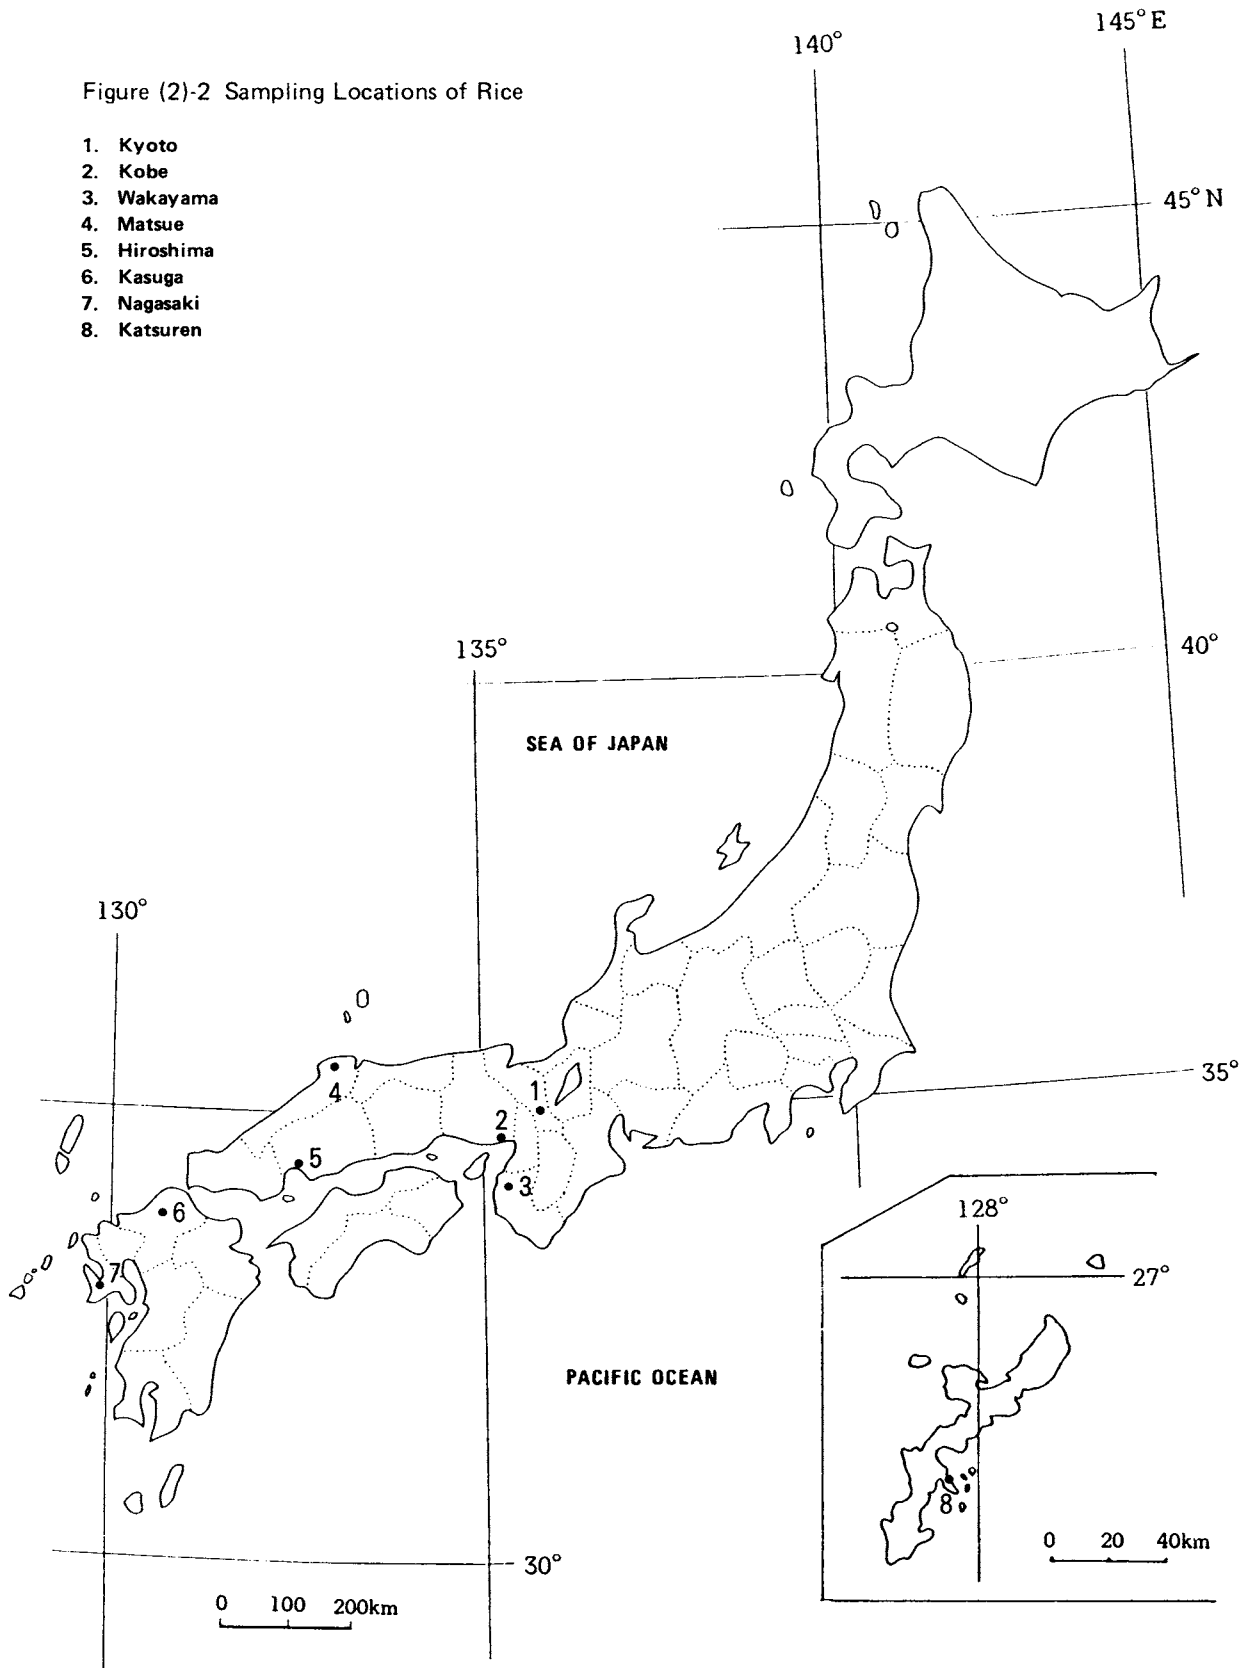 145° E
140°
Figure (2)-2 Sampling Locations of Rice
1. Kyoto
2. Kobe
3. Wakayama
4. Matsue
5. Hiroshima
6. Kasuga
7. Nagasaki
8. Katsuren
45° N
40°
135°
SEA OF JAPAN
130°
35°
1
4
2
5
3
6
7
128°
27°
PACIFIC OCEAN
8
0 20 40km
30°
0 100 200km